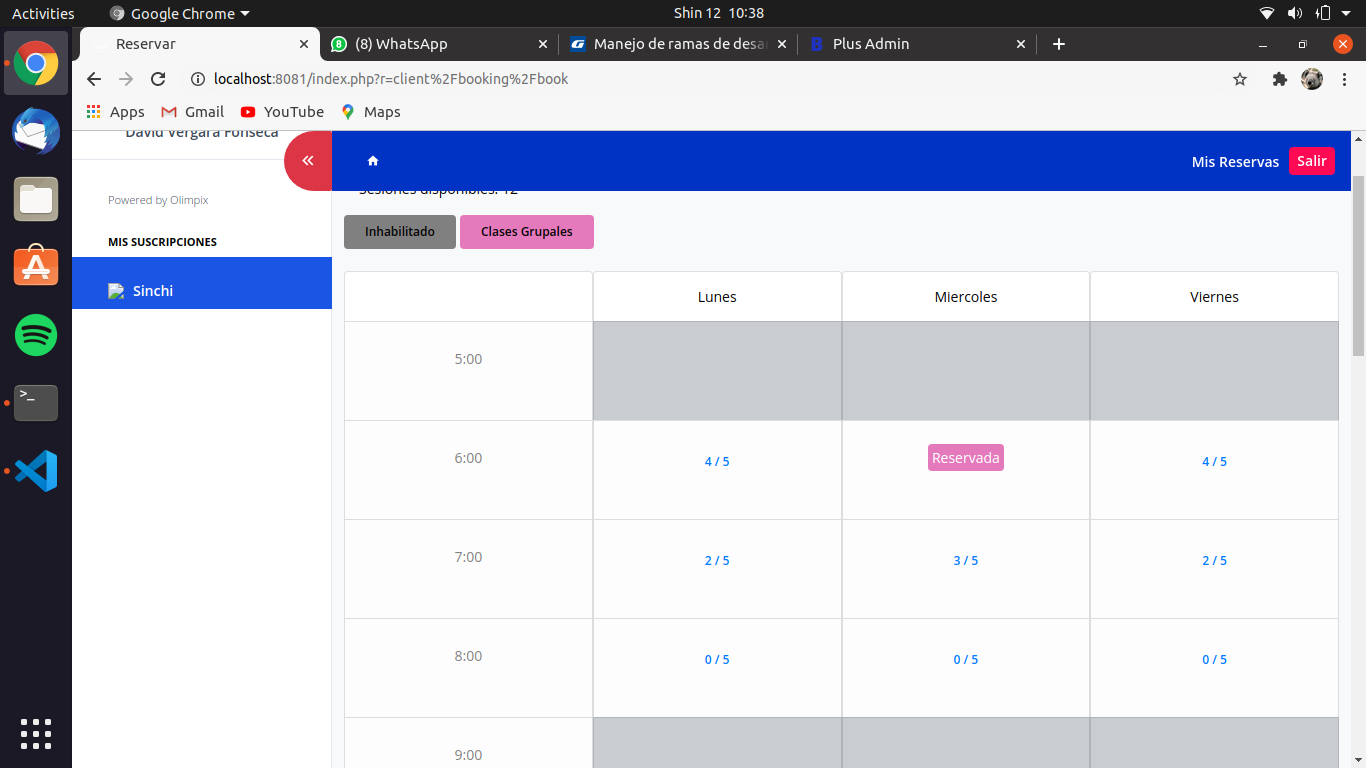 Activities
Google Chrome
Shin 12 10:38
Reservar
(8) WhatsApp
Manejo de ramas de desa
Plus Admin
localhost:8081/index.php?r=client%2Fbooking%2Fbook
Apps
Gmail
YouTube
Maps
David Vergara Fonseca
Mis Reservas
Salir
Sesiones disponibles: 12
Powered by Olimpix
MIS SUSCRIPCIONES
Sinchi
Inhabilitado
Clases Grupales
Lunes
Miercoles
Viernes
5:00
6:00
4 / 5
Reservada
4 / 5
7:00
2 / 5
3 / 5
2 / 5
8:00
0 / 5
0 / 5
0 / 5
9:00